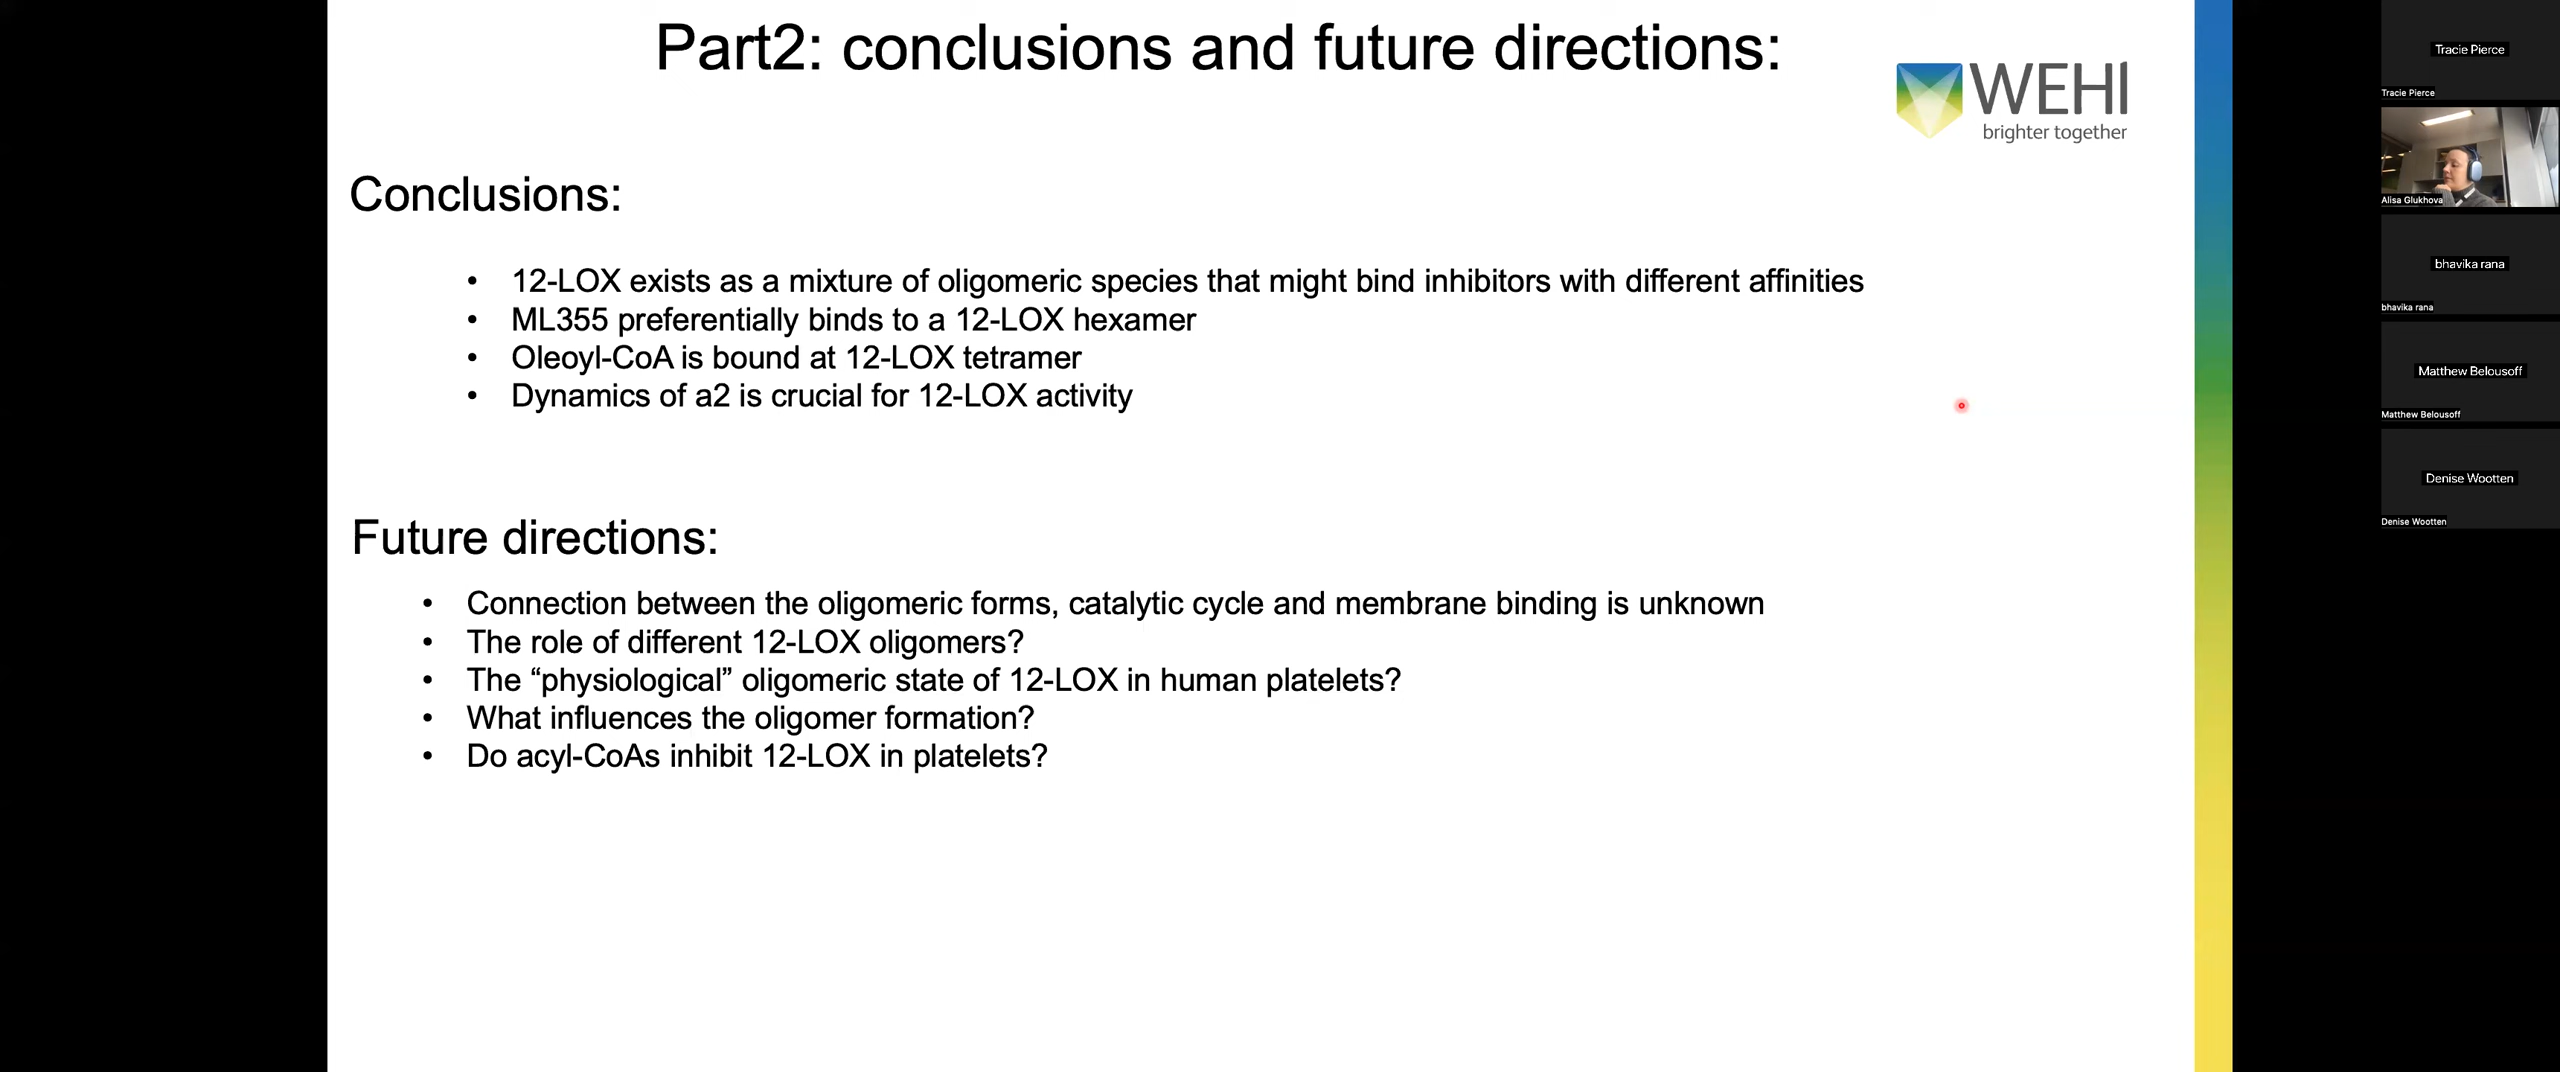 Part2: conclusions and future directions:
WEHI
brighter together
Conclusions:
• 12-LOX exists as a mixture of oligomeric species that might bind inhibitors with different affinities
• ML355 preferentially binds to a 12-LOX hexamer
• Oleoyl-CoA is bound at 12-LOX tetramer
• Dynamics of a2 is crucial for 12-LOX activity
Future directions:
• Connection between the oligomeric forms, catalytic cycle and membrane binding is unknown
• The role of different 12-LOX oligomers?
• The “physiological” oligomeric state of 12-LOX in human platelets?
• What influences the oligomer formation?
• Do acyl-CoAs inhibit 12-LOX in platelets?
Tracie Pierce
Tracie Pierce
Alisa Glukhova
bhavika rana
bhavika rana
Matthew Belousoff
Matthew Belousoff
Denise Wootten
Denise Wootten